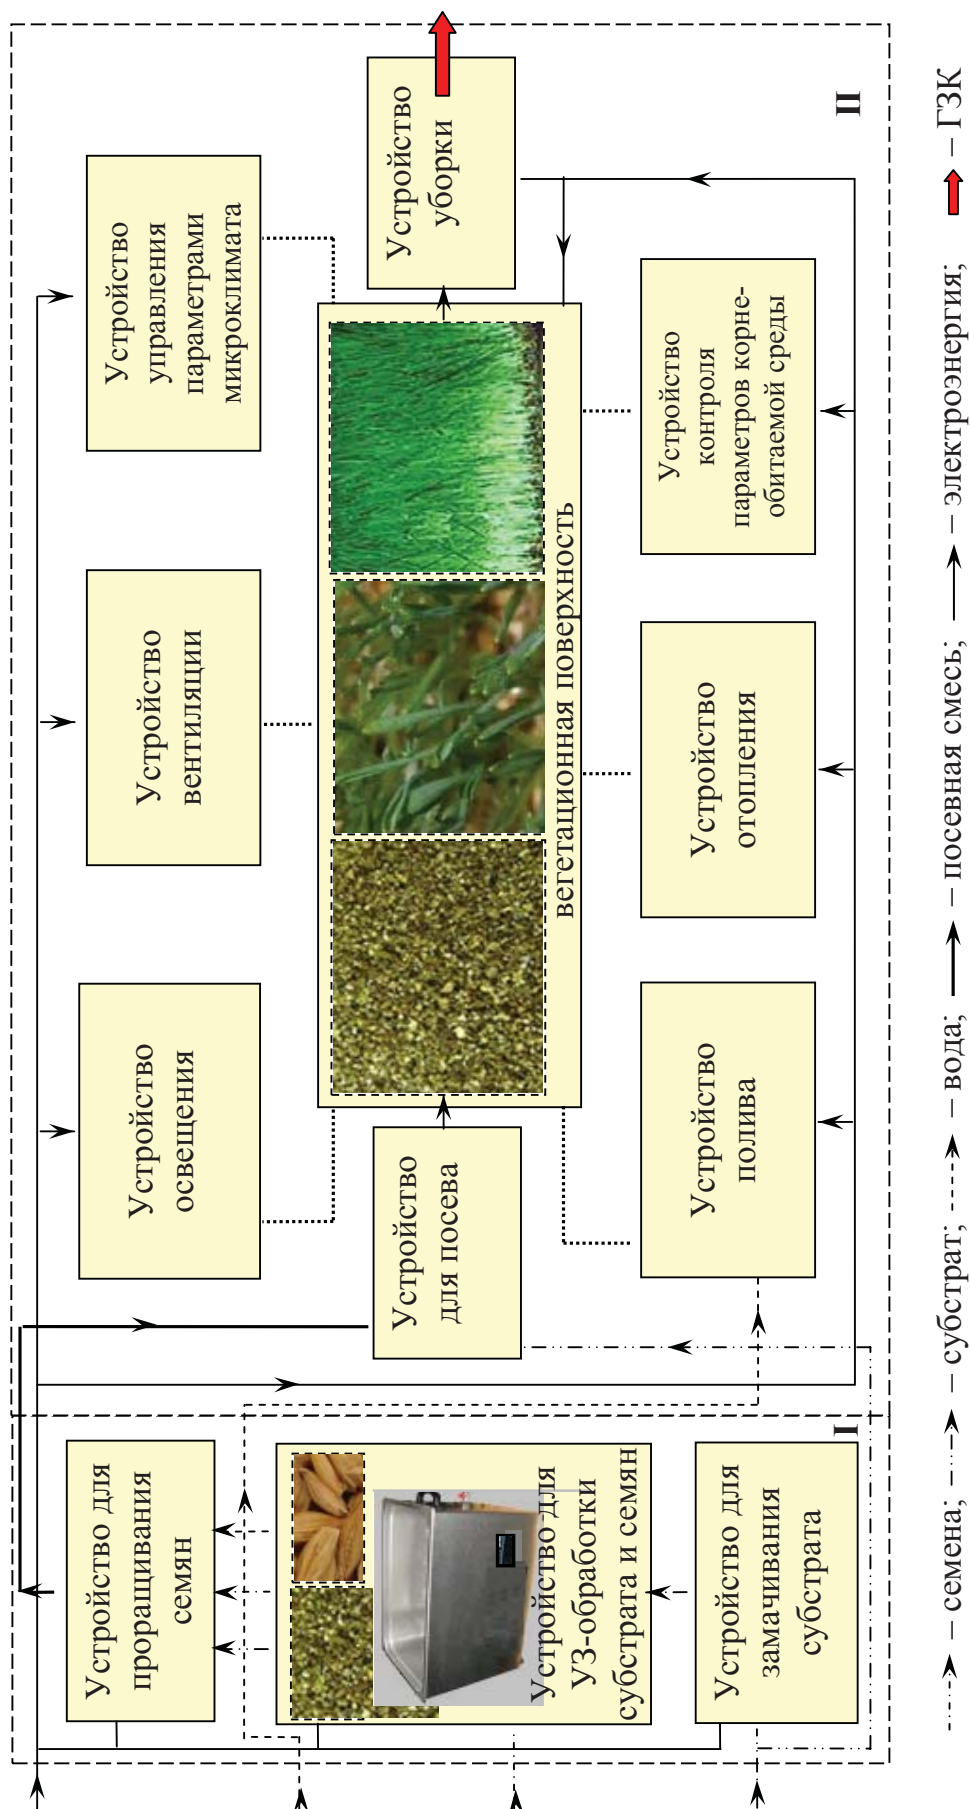 Устройство для
проращивания
семян
Устройство для
УЗ-обработки
субстрата и семян
Устройство для
замачивания
субстрата
I
Устройство
освещения
Устройство
вентиляции
Устройство
управления
параметрами
микроклимата
Устройство
для посева
вегетационная поверхность
Устройство
уборки
Устройство
полива
Устройство
отопления
Устройство
контроля
параметров корне-
обитаемой среды
II
– семена; – субстрат; – вода; – посевная смесь; – электроэнергия; – ГЗК